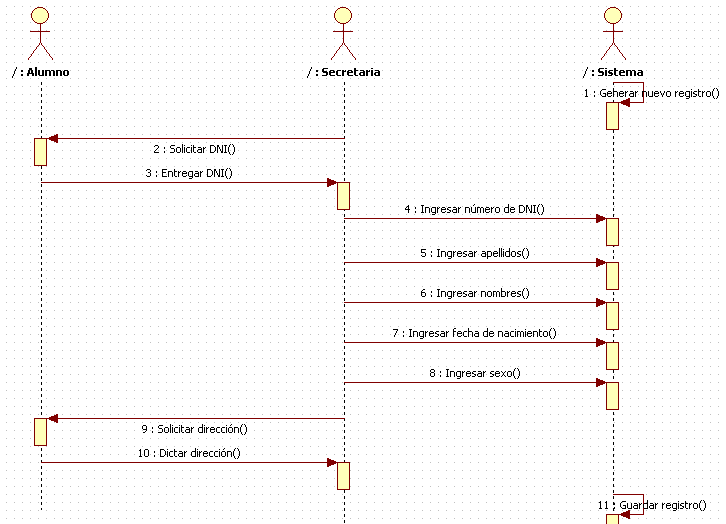 / : Alumno
/ : Secretaria
/ : Sistema
1 : Geherar nuevo registro()
2 : Solicitar DNI()
3 : Entregar DNI()
4 : Ingresar número de DNI()
5 : Ingresar apellidos()
6 : Ingresar nombres()
7 : Ingresar fecha de nacimiento()
8 : Ingresar sexo()
9 : Solicitar dirección()
10 : Dictar dirección()
11 : Guardar registro()